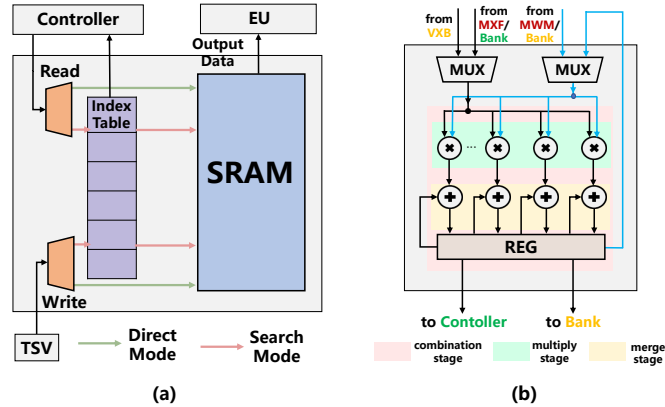 Controller
EU
Output
Data
Read
Index
Table
SRAM
Write
TSV
Direct
Mode
Search
Mode
(a)
from
VXB
from
MXF/
Bank
from
MWM/
Bank
MUX
MUX
...
REG
to Contoller
to Bank
combination
stage
multiply
stage
merge
stage
(b)